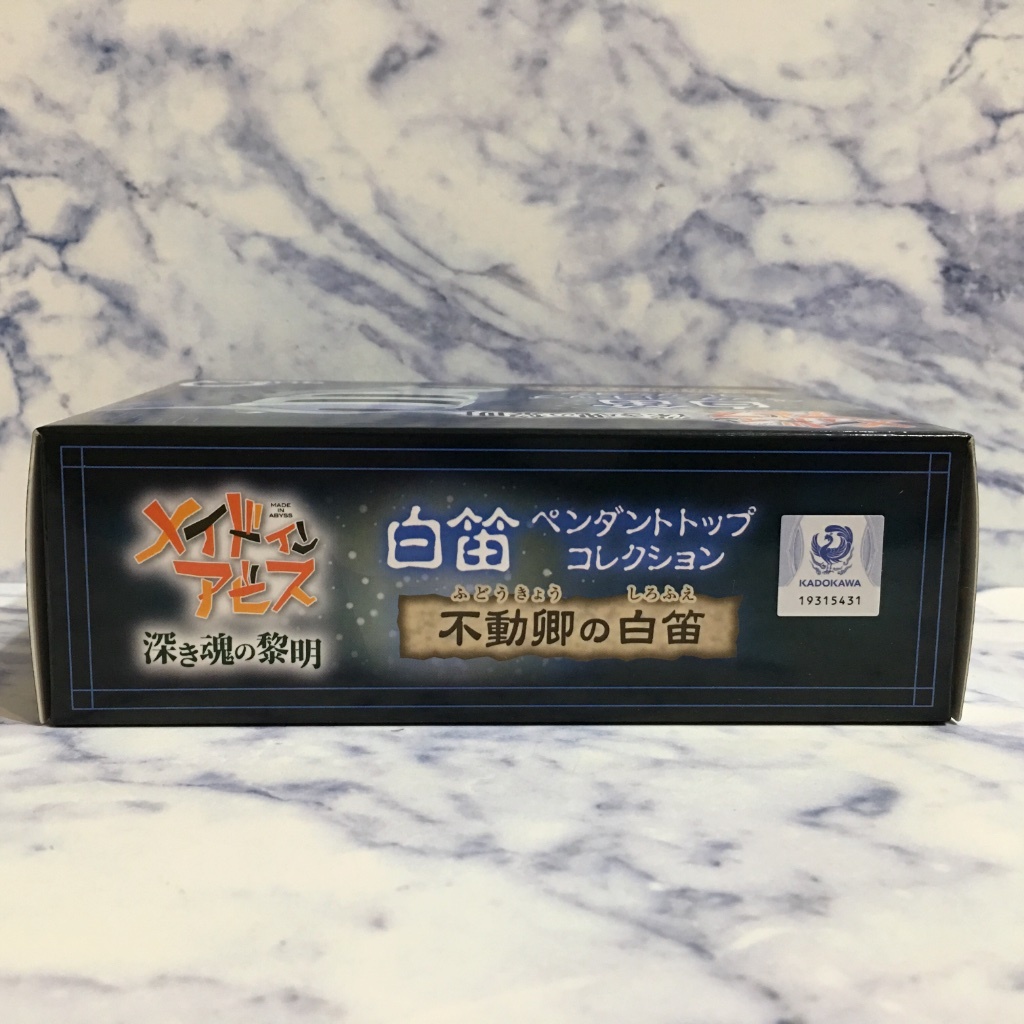 メイドインアビス
MADE
IN
ABYSS
深き魂の黎明
白笛 ペンダントトップ
コレクション
ふどうきょう しろふえ
不動卿の白笛
KADOKAWA
19315431